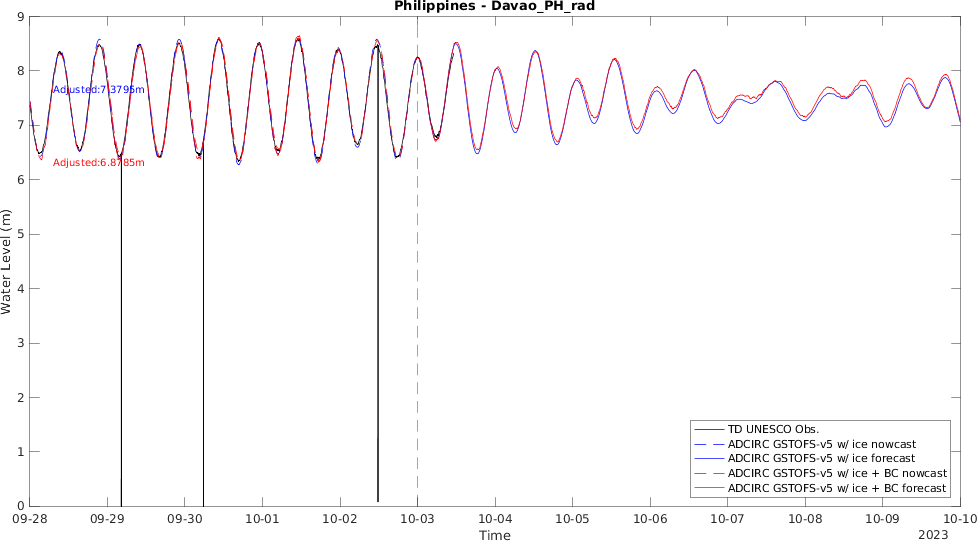 Philippines - Davao_PH_rad
9
8
7
6
5
4
3
2
1
0
Water Level (m)
Adjusted:7.3795m
Adjusted:6.8785m
TD UNESCO Obs.
ADCIRC GSTOFS-v5 w/ ice nowcast
ADCIRC GSTOFS-v5 w/ ice forecast
ADCIRC GSTOFS-v5 w/ ice + BC nowcast
ADCIRC GSTOFS-v5 w/ ice + BC forecast
09-28 09-29 09-30 10-01 10-02 10-03 10-04 10-05 10-06 10-07 10-08 10-09 10-10
Time
2023